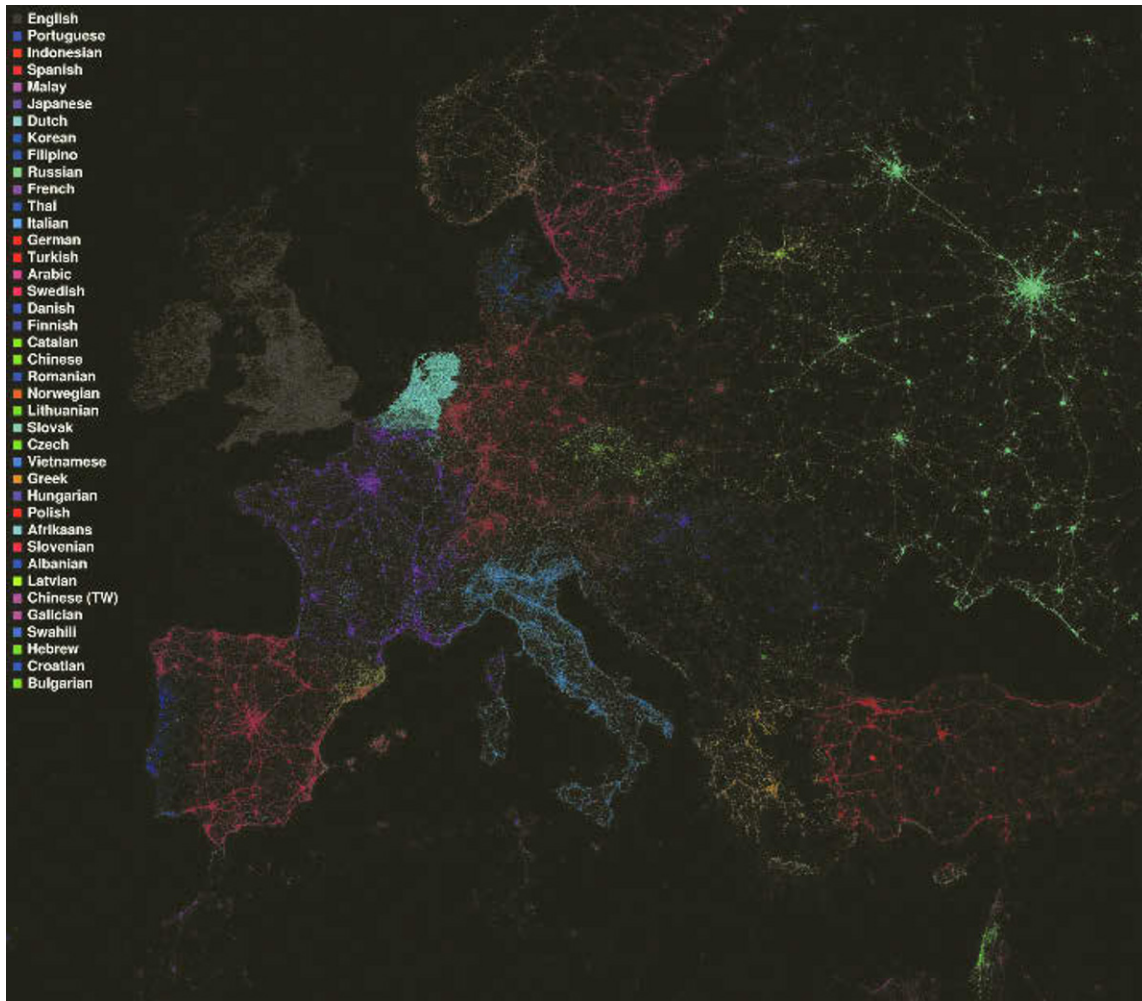 English
Portuguese
Indonesian
Spanish
Malay
Japanese
Dutch
Korean
Filipino
Russian
French
Thai
Italian
German
Turkish
Arabic
Swedish
Danish
Finnish
Catalan
Chinese
Romanian
Norwegian
Lithuanian
Slovak
Czech
Vietnamese
Greek
Hungarian
Polish
Afrikaans
Slovenian
Albanian
Latvian
Chinese (TW)
Galician
Swahili
Hebrew
Croatian
Bulgarian